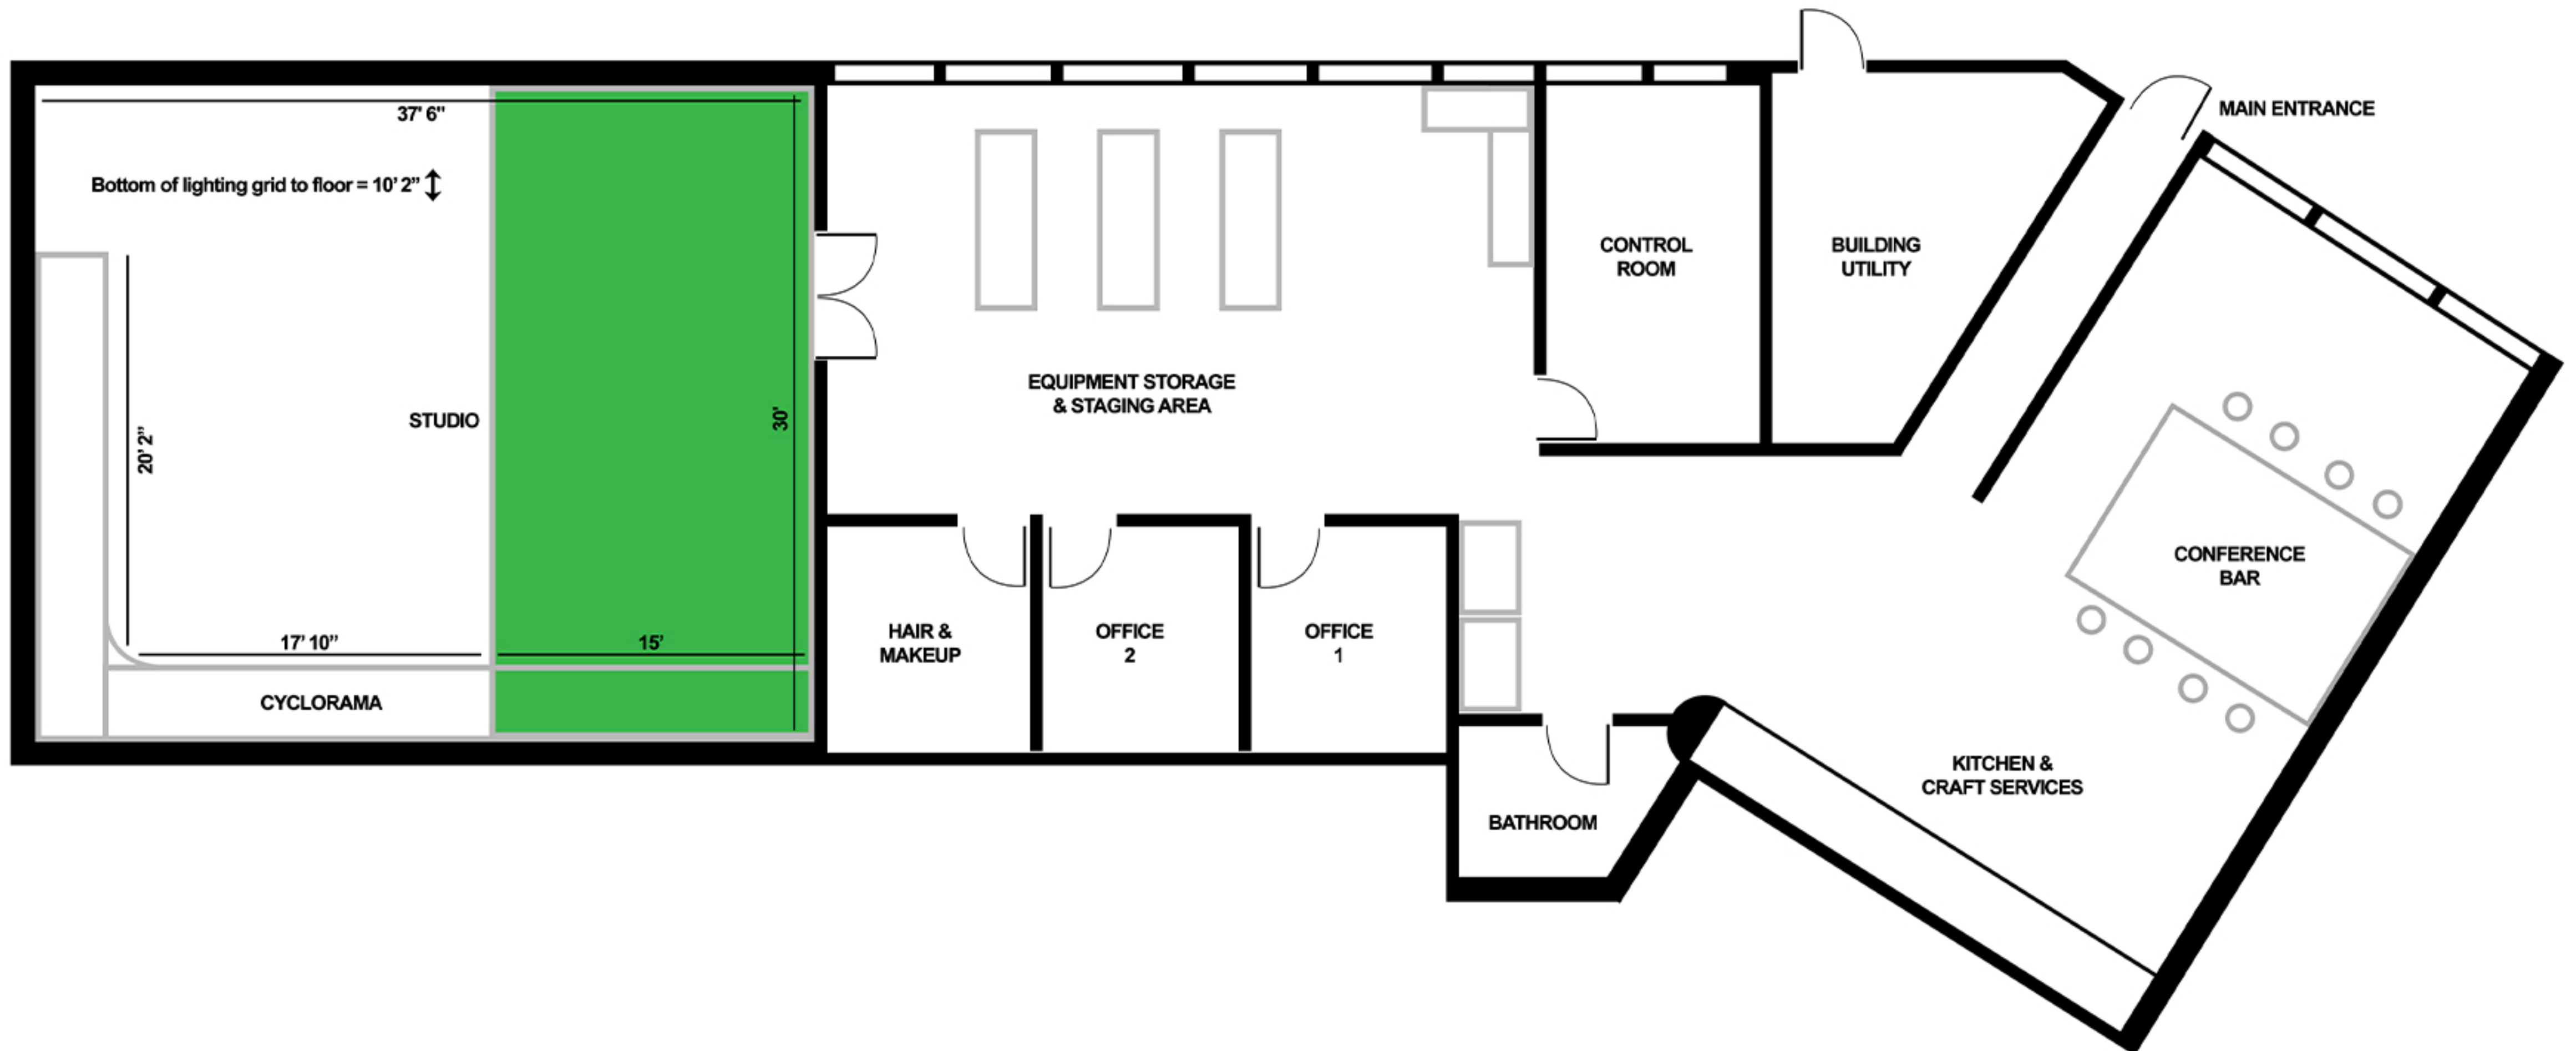 37' 6"
MAIN ENTRANCE
Bottom of lighting grid to floor = 10' 2”
CONTROL
ROOM
BUILDING
UTILITY
EQUIPMENT STORAGE
& STAGING AREA
STUDIO
30'
20' 2”
CONFERENCE
BAR
17' 10”
15’
HAIR &
MAKEUP
OFFICE
2
OFFICE
1
CYCLORAMA
KITCHEN &
CRAFT SERVICES
BATHROOM